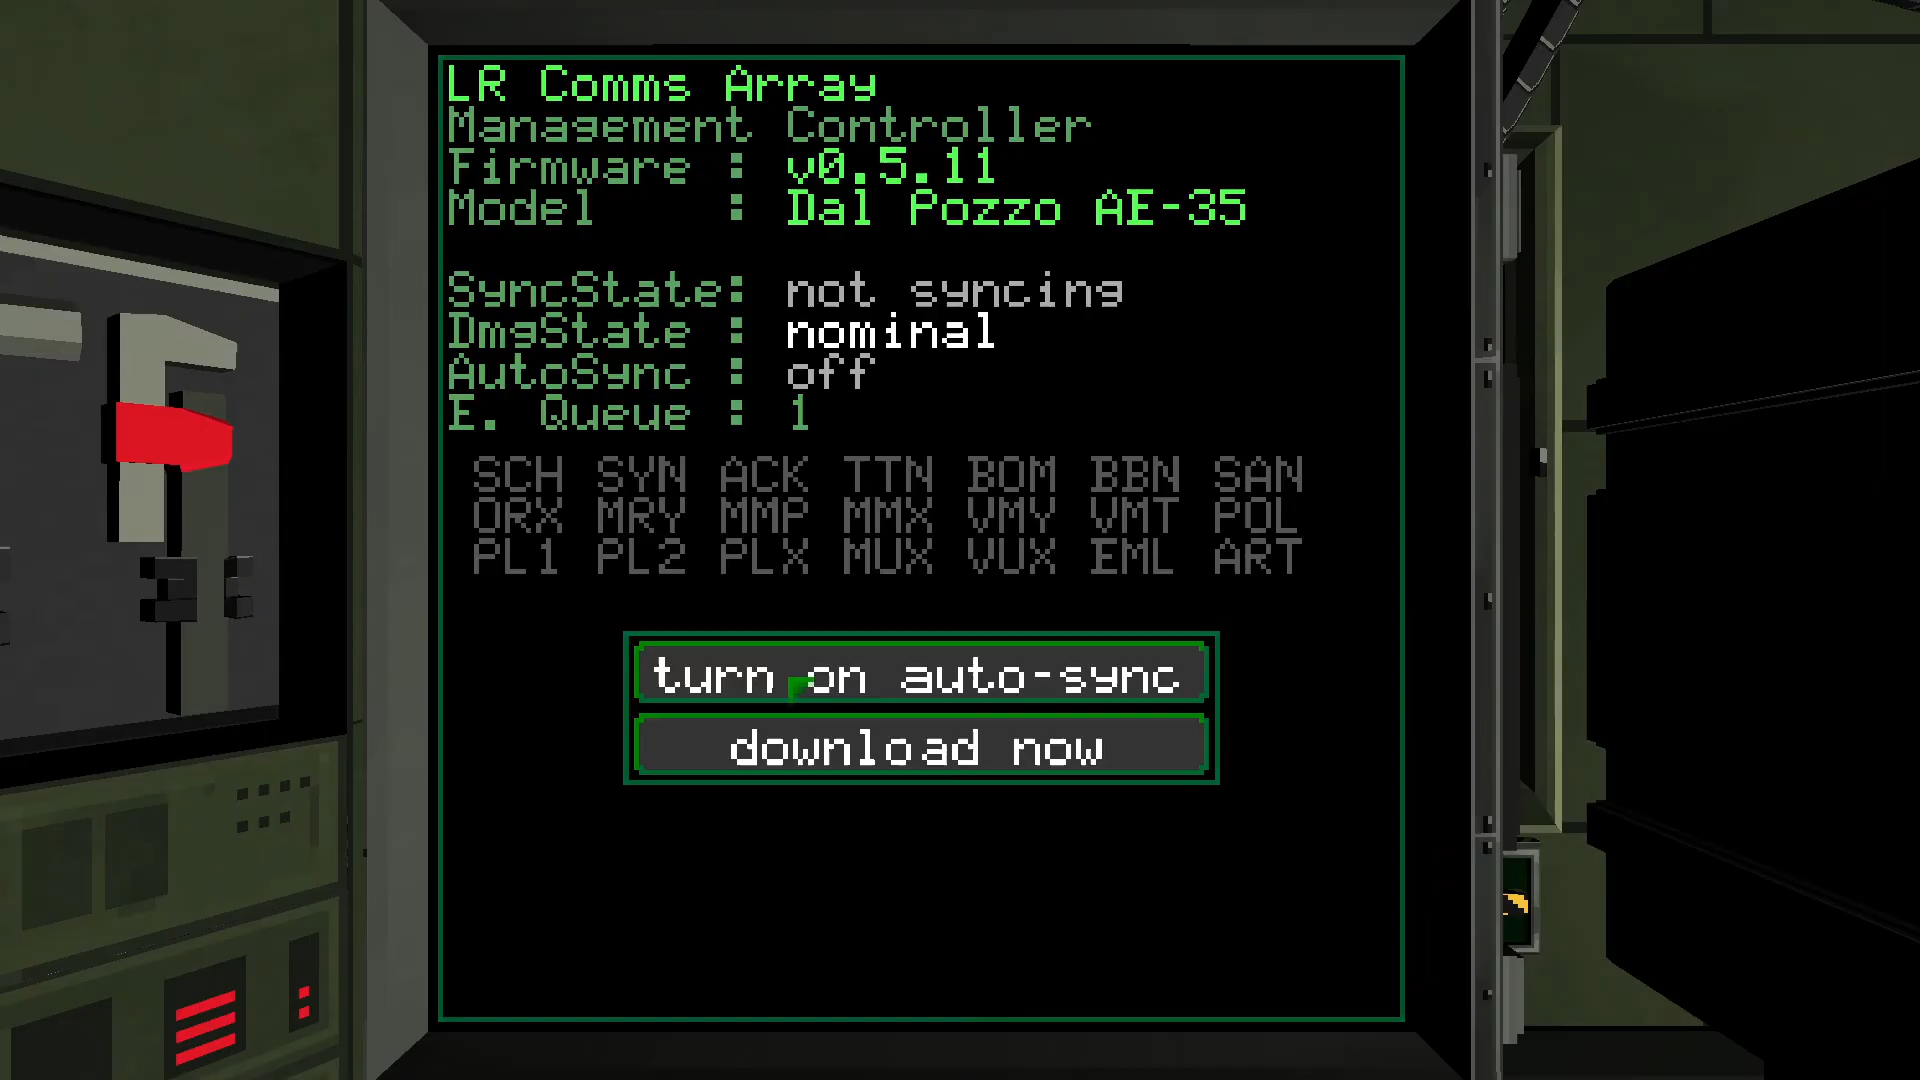 LR Comms Array
Management Controller
Firmware : v0.5.11
Model : Dal Pozzo AE-35
SyncState: not syncing
DmgState : nominal
AutoSync : off
E. Queue : 1
SCH SYN ACK TTN BOM BBN SAN
ORX MRY MMP MMX VMY VMT POL
PL1 PL2 PLX MUX VUX EML ART
turn on auto-sync
download now